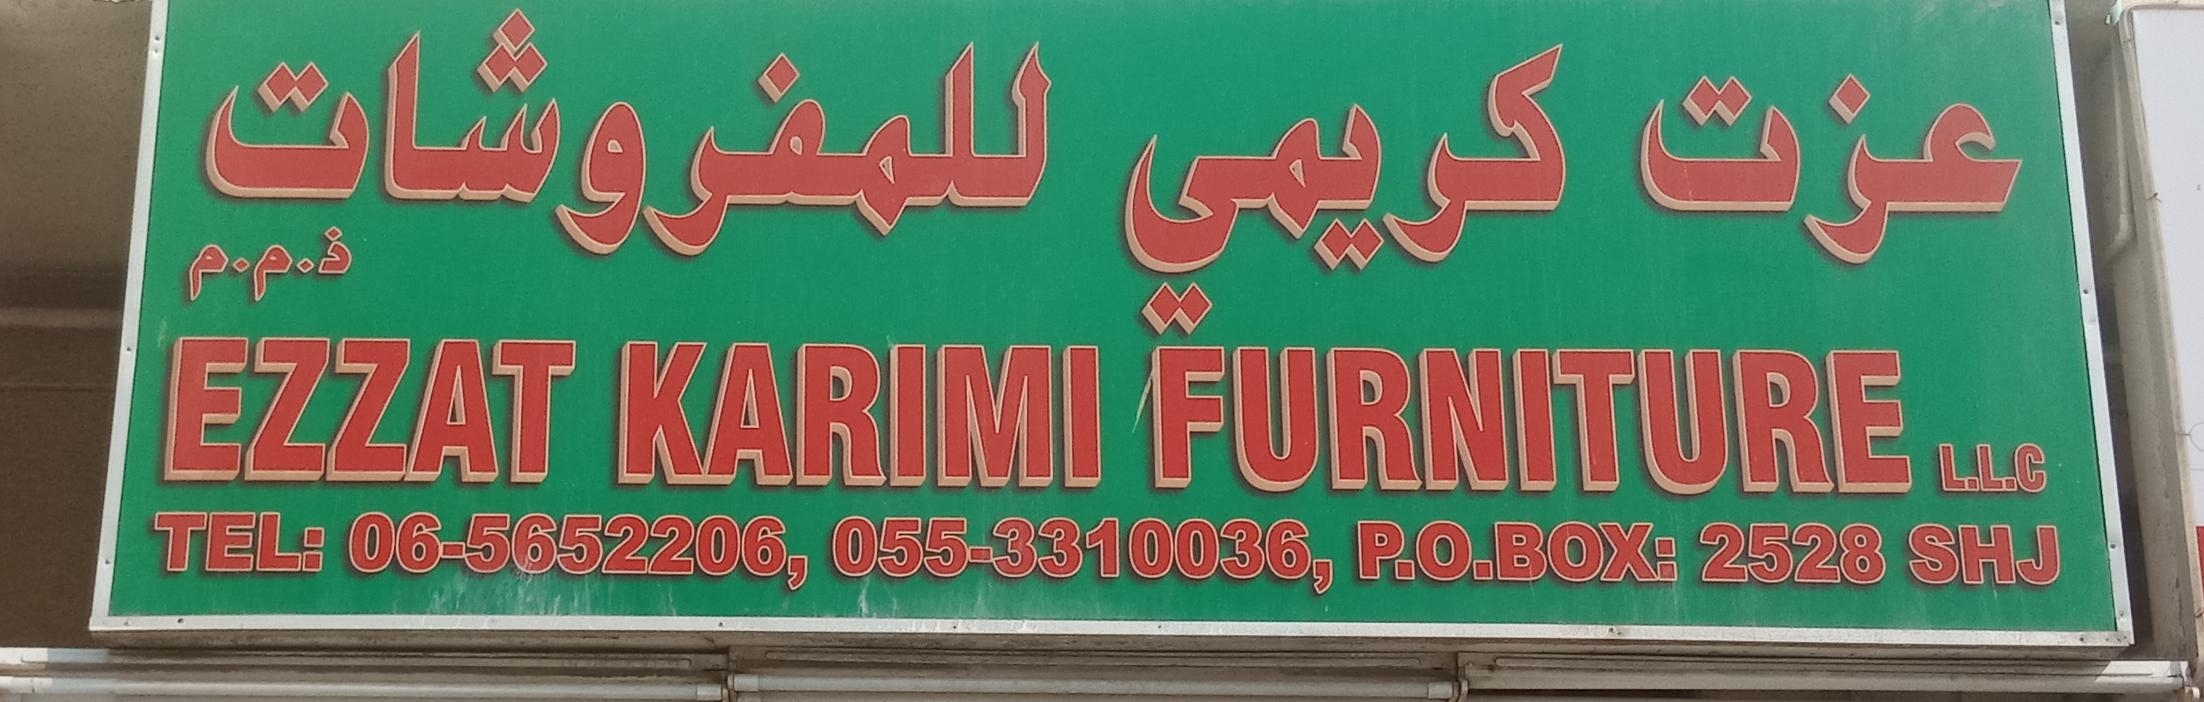 عزت كريمي للمفروشات
ذ.م.م
EZZAT KARIMI FURNITURE L.L.C
TEL: 06-5652206, 055-3310036, P.O.BOX: 2528 SHJ